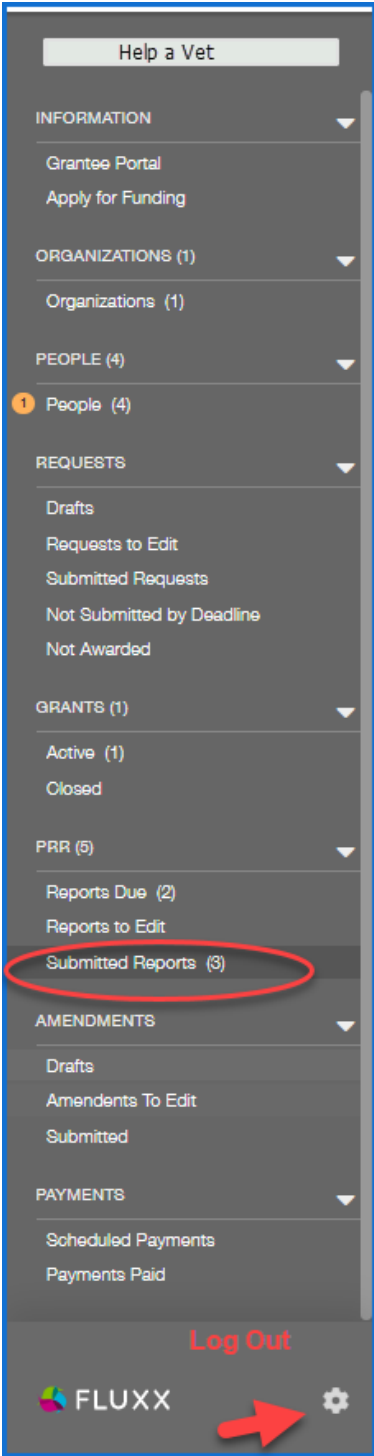 Help a Vet
INFORMATION
Grantee Portal
Apply for Funding
ORGANIZATIONS (1)
Organizations (1)
PEOPLE (4)
1 People (4)
REQUESTS
Drafts
Requests to Edit
Submitted Requests
Not Submitted by Deadline
Not Awarded
GRANTS (1)
Active (1)
Closed
PRR (5)
Reports Due (2)
Reports to Edit
Submitted Reports (3)
AMENDMENTS
Drafts
Amendents To Edit
Submitted
PAYMENTS
Scheduled Payments
Payments Paid
Log Out
FLUXX